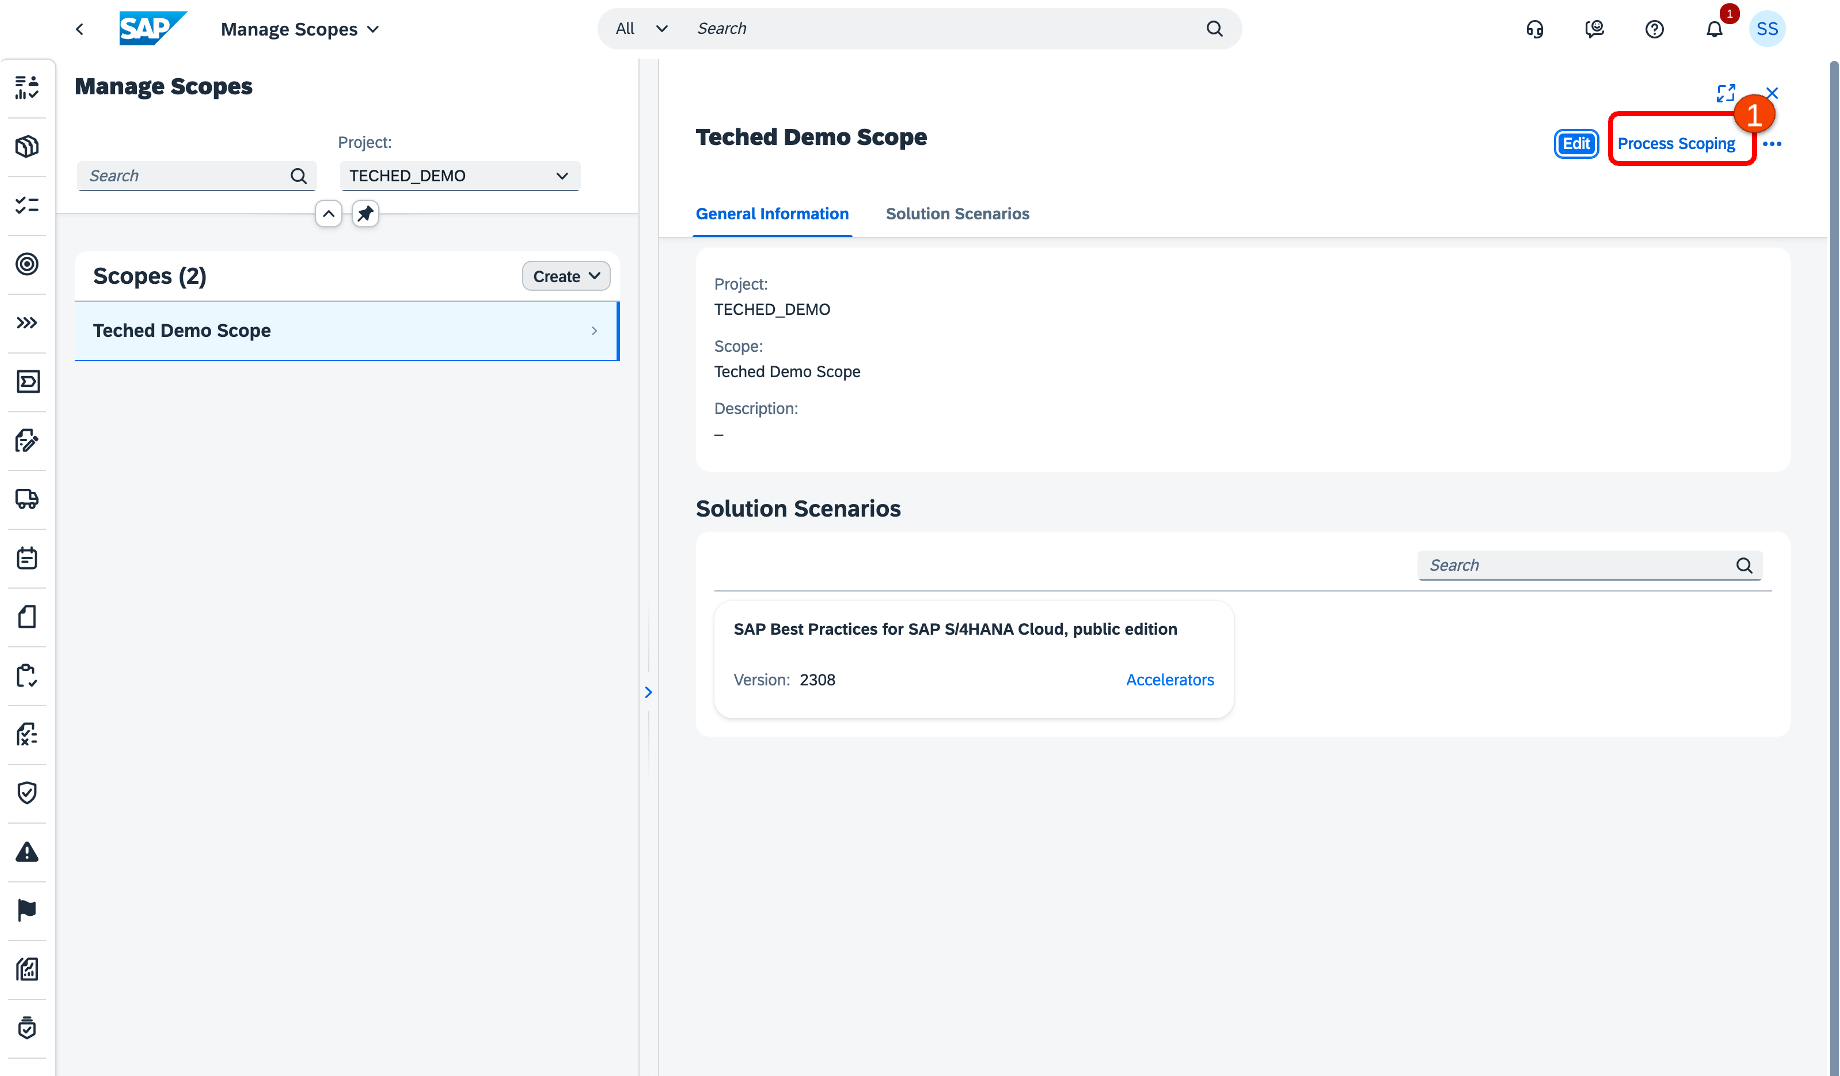 SAP
Manage Scopes
All
Search
1
SS
Manage Scopes
Project:
Search
TECHED_DEMO
Scopes (2)
Create
Teched Demo Scope
Teched Demo Scope
Edit
Process Scoping
1
General Information
Solution Scenarios
Project:
TECHED_DEMO
Scope:
Teched Demo Scope
Description:
–
Solution Scenarios
Search
SAP Best Practices for SAP S/4HANA Cloud, public edition
Version: 2308
Accelerators